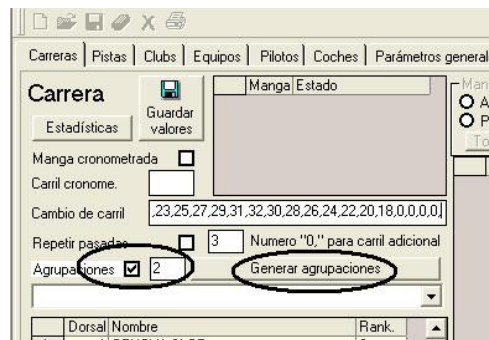 Carreras Pistas Clubs Equipos Pilotos Coches Parámetros general
Carrera
Guardar
valores
Estadísticas
Manga Estado
Man
A
P
To
Manga cronometrada
Carril cronome.
Cambio de carril ,23,25,27,29,31,32,30,28,26,24,22,20,18,0,0,0,0,
Repetir pasadas 3 Numero "0," para carril adicional
Agrupaciones 2 Generar agrupaciones
Dorsal Nombre Rank.